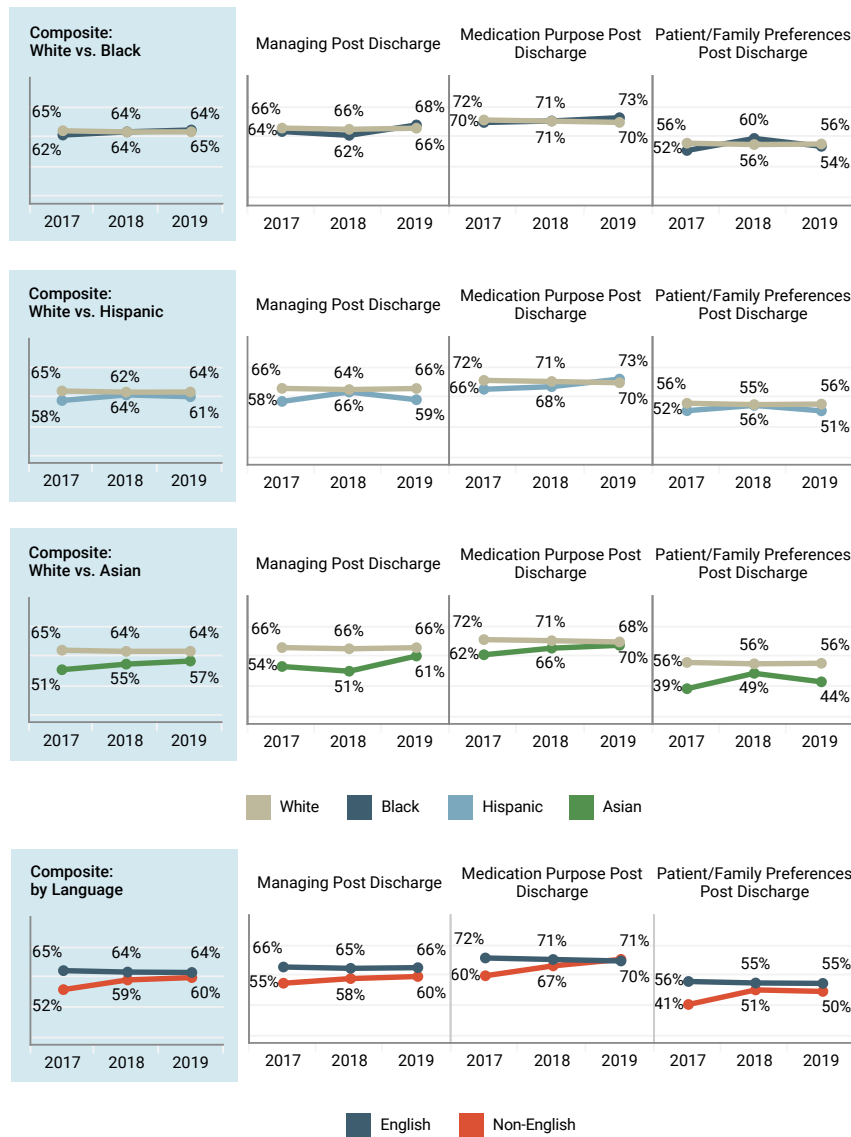 Composite:
White vs. Black
Managing Post Discharge
Medication Purpose Post
Discharge
Patient/Family Preferences
Post Discharge
65% 64% 64%
62% 64% 65%
66% 66% 68%
64% 62% 66%
72% 71% 73%
70% 71% 70%
56% 60% 56%
52% 56% 54%
2017 2018 2019
2017 2018 2019
2017 2018 2019
2017 2018 2019
Composite:
White vs. Hispanic
Managing Post Discharge
Medication Purpose Post
Discharge
Patient/Family Preferences
Post Discharge
65% 62% 64%
58% 64% 61%
66% 64% 66%
58% 66% 59%
72% 71% 73%
66% 68% 70%
56% 55% 56%
52% 56% 51%
2017 2018 2019
2017 2018 2019
2017 2018 2019
2017 2018 2019
Composite:
White vs. Asian
Managing Post Discharge
Medication Purpose Post
Discharge
Patient/Family Preferences
Post Discharge
65% 64% 64%
51% 55% 57%
66% 66% 66%
54% 51% 61%
72% 71% 68%
62% 66% 70%
56% 56% 56%
39% 49% 44%
2017 2018 2019
2017 2018 2019
2017 2018 2019
2017 2018 2019
White Black Hispanic Asian
Composite:
by Language
Managing Post Discharge
Medication Purpose Post
Discharge
Patient/Family Preferences
Post Discharge
65% 64% 64%
52% 59% 60%
66% 65% 66%
55% 58% 60%
72% 71% 71%
60% 67% 70%
56% 55% 55%
41% 51% 50%
2017 2018 2019
2017 2018 2019
2017 2018 2019
2017 2018 2019
English Non-English